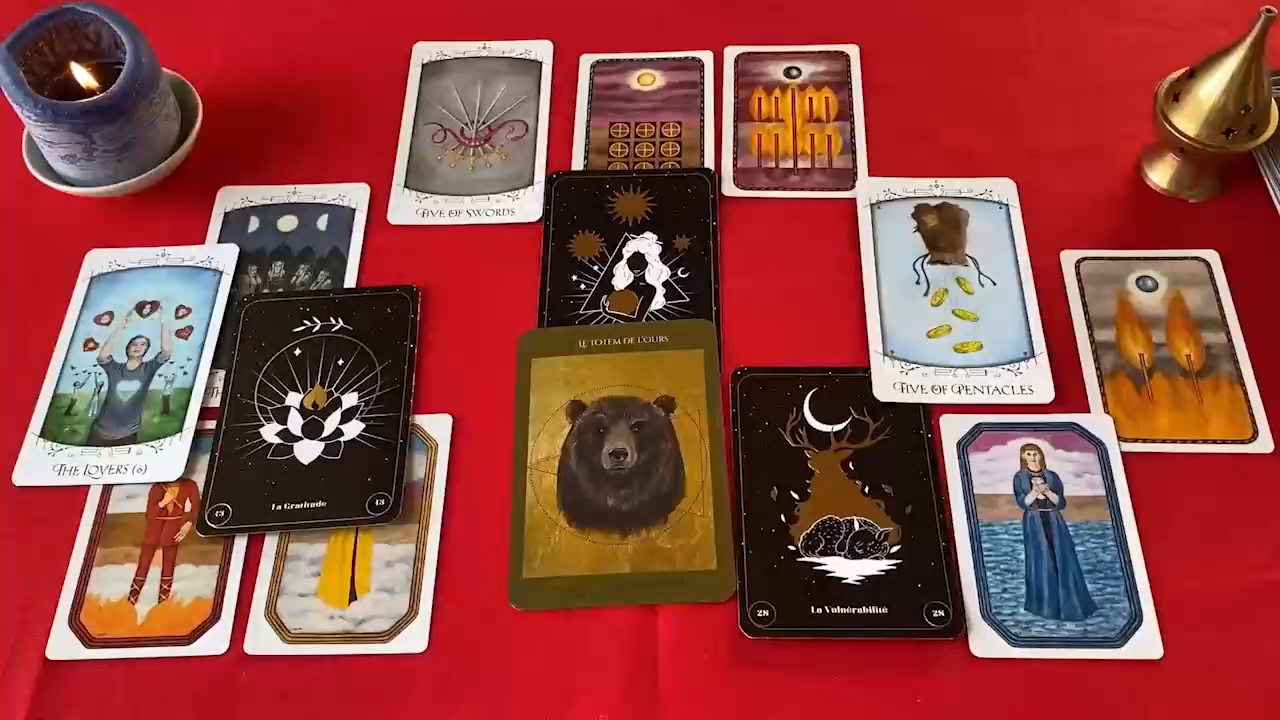 FIVE OF SWORDS
FIVE OF PENTACLES
THE LOVERS (6)
TH
LE TOTEM DE L'OURS
La Gratitude
43
43
La Vulnérabilité
28
28